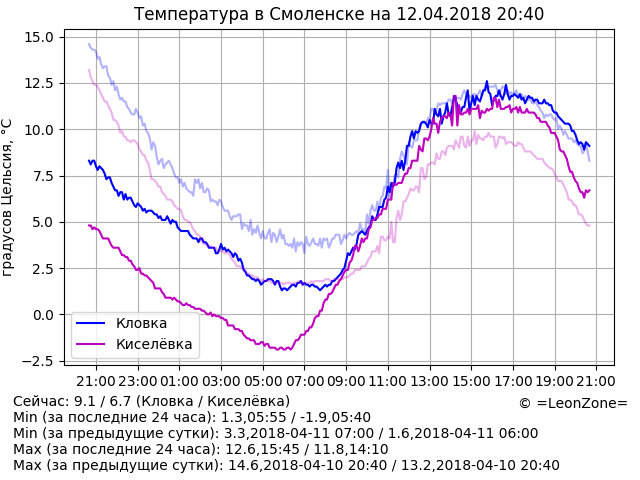 Температура в Смоленске на 12.04.2018 20:40
градусов Цельсия, °C
15.0
12.5
10.0
7.5
5.0
2.5
0.0
−2.5
Кловка
Киселёвка
21:00 23:00 01:00 03:00 05:00 07:00 09:00 11:00 13:00 15:00 17:00 19:00 21:00
Сейчас: 9.1 / 6.7 (Кловка / Киселёвка)
© =LeonZone=
Min (за последние 24 часа): 1.3,05:55 / -1.9,05:40
Min (за предыдущие сутки): 3.3,2018-04-11 07:00 / 1.6,2018-04-11 06:00
Max (за последние 24 часа): 12.6,15:45 / 11.8,14:10
Max (за предыдущие сутки): 14.6,2018-04-10 20:40 / 13.2,2018-04-10 20:40